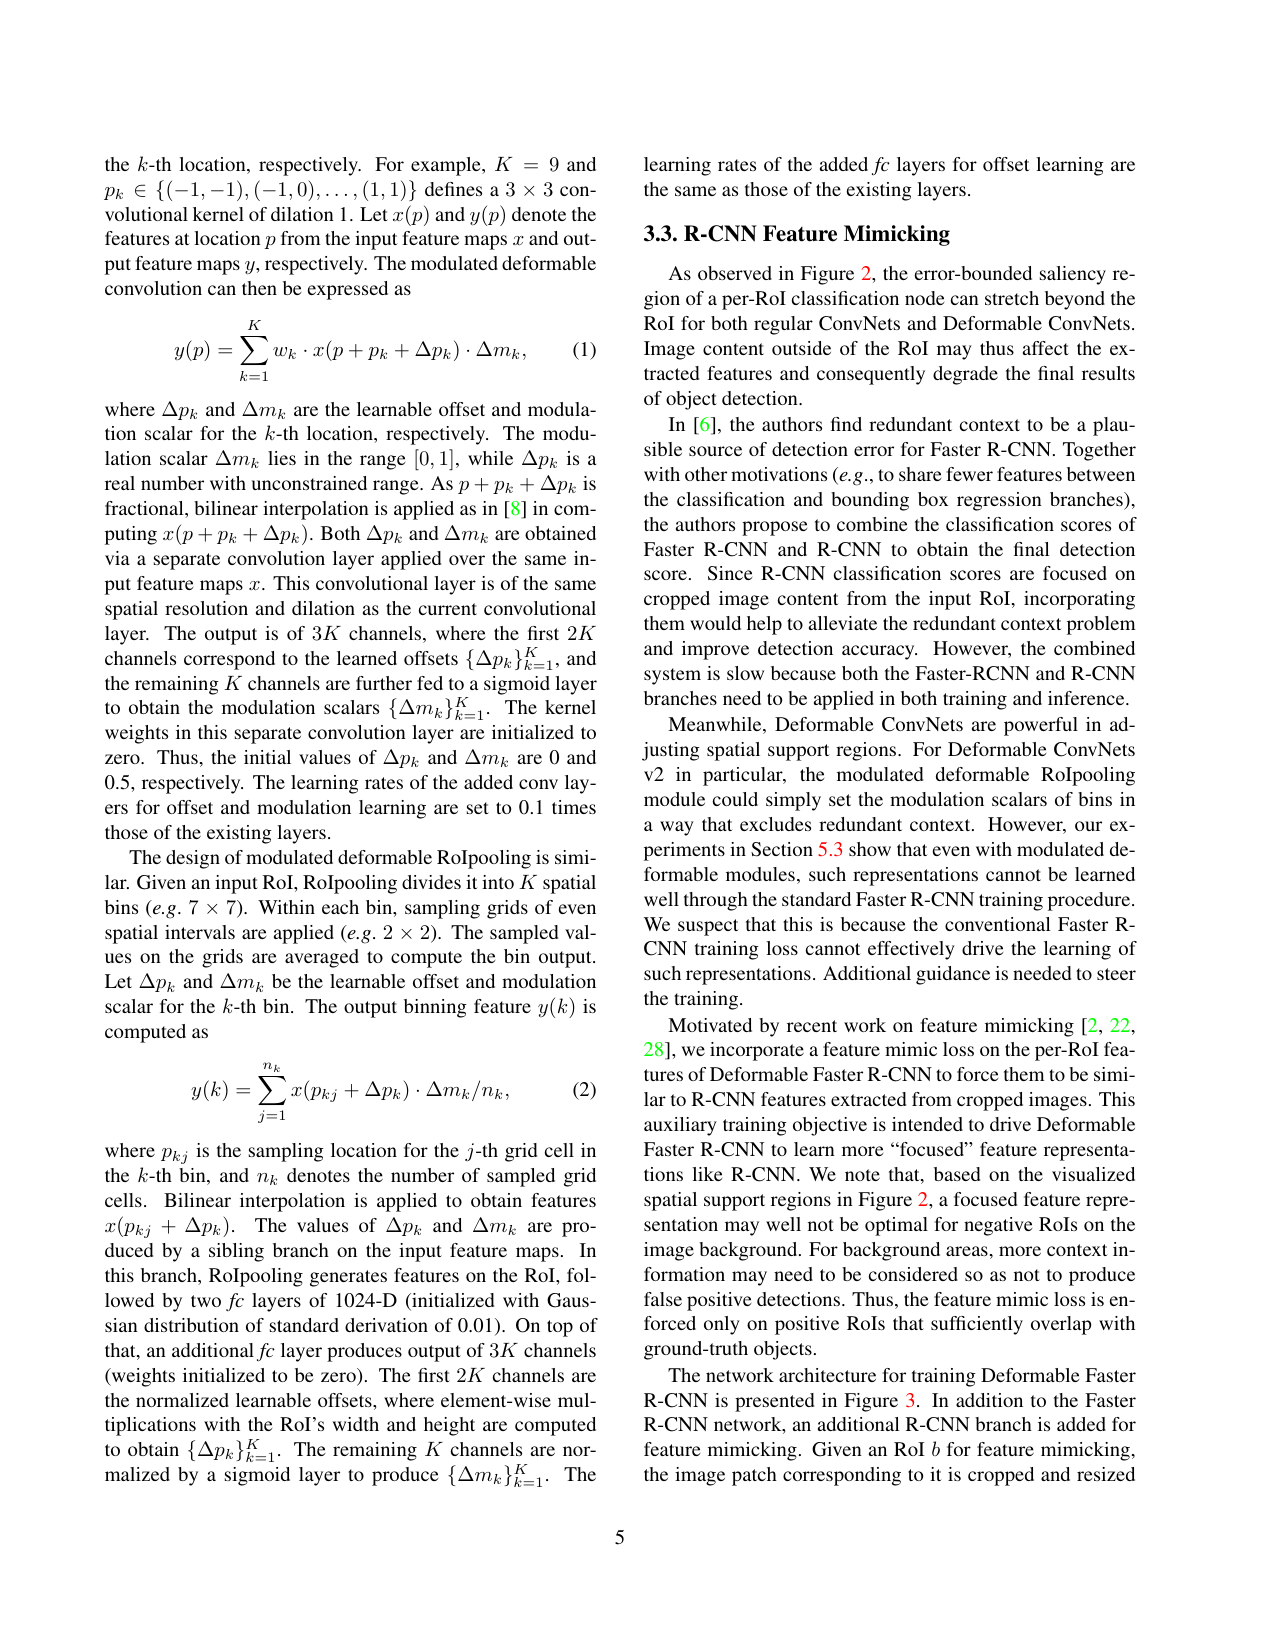 the k-th location, respectively. For example, K = 9 and
p_k ∈ {(−1, −1), (−1, 0), . . . , (1, 1)} defines a 3 × 3 con-
volutional kernel of dilation 1. Let x(p) and y(p) denote the
features at location p from the input feature maps x and out-
put feature maps y, respectively. The modulated deformable
convolution can then be expressed as
y(p) = ∑_{k=1}^{K} w_k · x(p + p_k + Δp_k) · Δm_k, (1)
where Δp_k and Δm_k are the learnable offset and modula-
tion scalar for the k-th location, respectively. The modu-
lation scalar Δm_k lies in the range [0, 1], while Δp_k is a
real number with unconstrained range. As p + p_k + Δp_k is
fractional, bilinear interpolation is applied as in [8] in com-
puting x(p + p_k + Δp_k). Both Δp_k and Δm_k are obtained
via a separate convolution layer applied over the same in-
put feature maps x. This convolutional layer is of the same
spatial resolution and dilation as the current convolutional
layer. The output is of 3K channels, where the first 2K
channels correspond to the learned offsets {Δp_k}_{k=1}^{K}, and
the remaining K channels are further fed to a sigmoid layer
to obtain the modulation scalars {Δm_k}_{k=1}^{K}. The kernel
weights in this separate convolution layer are initialized to
zero. Thus, the initial values of Δp_k and Δm_k are 0 and
0.5, respectively. The learning rates of the added conv lay-
ers for offset and modulation learning are set to 0.1 times
those of the existing layers.
The design of modulated deformable RoIpooling is simi-
lar. Given an input RoI, RoIpooling divides it into K spatial
bins (e.g. 7 × 7). Within each bin, sampling grids of even
spatial intervals are applied (e.g. 2 × 2). The sampled val-
ues on the grids are averaged to compute the bin output.
Let Δp_k and Δm_k be the learnable offset and modulation
scalar for the k-th bin. The output binning feature y(k) is
computed as
y(k) = ∑_{j=1}^{n_k} x(p_{kj} + Δp_k) · Δm_k/n_k, (2)
where p_{kj} is the sampling location for the j-th grid cell in
the k-th bin, and n_k denotes the number of sampled grid
cells. Bilinear interpolation is applied to obtain features
x(p_{kj} + Δp_k). The values of Δp_k and Δm_k are pro-
duced by a sibling branch on the input feature maps. In
this branch, RoIpooling generates features on the RoI, fol-
lowed by two fc layers of 1024-D (initialized with Gaus-
sian distribution of standard derivation of 0.01). On top of
that, an additional fc layer produces output of 3K channels
(weights initialized to be zero). The first 2K channels are
the normalized learnable offsets, where element-wise mul-
tiplications with the RoI's width and height are computed
to obtain {Δp_k}_{k=1}^{K}. The remaining K channels are nor-
malized by a sigmoid layer to produce {Δm_k}_{k=1}^{K}. The
learning rates of the added fc layers for offset learning are
the same as those of the existing layers.
3.3. R-CNN Feature Mimicking
As observed in Figure 2, the error-bounded saliency re-
gion of a per-RoI classification node can stretch beyond the
RoI for both regular ConvNets and Deformable ConvNets.
Image content outside of the RoI may thus affect the ex-
tracted features and consequently degrade the final results
of object detection.
In [6], the authors find redundant context to be a plau-
sible source of detection error for Faster R-CNN. Together
with other motivations (e.g., to share fewer features between
the classification and bounding box regression branches),
the authors propose to combine the classification scores of
Faster R-CNN and R-CNN to obtain the final detection
score. Since R-CNN classification scores are focused on
cropped image content from the input RoI, incorporating
them would help to alleviate the redundant context problem
and improve detection accuracy. However, the combined
system is slow because both the Faster-RCNN and R-CNN
branches need to be applied in both training and inference.
Meanwhile, Deformable ConvNets are powerful in ad-
justing spatial support regions. For Deformable ConvNets
v2 in particular, the modulated deformable RoIpooling
module could simply set the modulation scalars of bins in
a way that excludes redundant context. However, our ex-
periments in Section 5.3 show that even with modulated de-
formable modules, such representations cannot be learned
well through the standard Faster R-CNN training procedure.
We suspect that this is because the conventional Faster R-
CNN training loss cannot effectively drive the learning of
such representations. Additional guidance is needed to steer
the training.
Motivated by recent work on feature mimicking [2, 22,
28], we incorporate a feature mimic loss on the per-RoI fea-
tures of Deformable Faster R-CNN to force them to be simi-
lar to R-CNN features extracted from cropped images. This
auxiliary training objective is intended to drive Deformable
Faster R-CNN to learn more “focused” feature representa-
tions like R-CNN. We note that, based on the visualized
spatial support regions in Figure 2, a focused feature repre-
sentation may well not be optimal for negative RoIs on the
image background. For background areas, more context in-
formation may need to be considered so as not to produce
false positive detections. Thus, the feature mimic loss is en-
forced only on positive RoIs that sufficiently overlap with
ground-truth objects.
The network architecture for training Deformable Faster
R-CNN is presented in Figure 3. In addition to the Faster
R-CNN network, an additional R-CNN branch is added for
feature mimicking. Given an RoI b for feature mimicking,
the image patch corresponding to it is cropped and resized
5